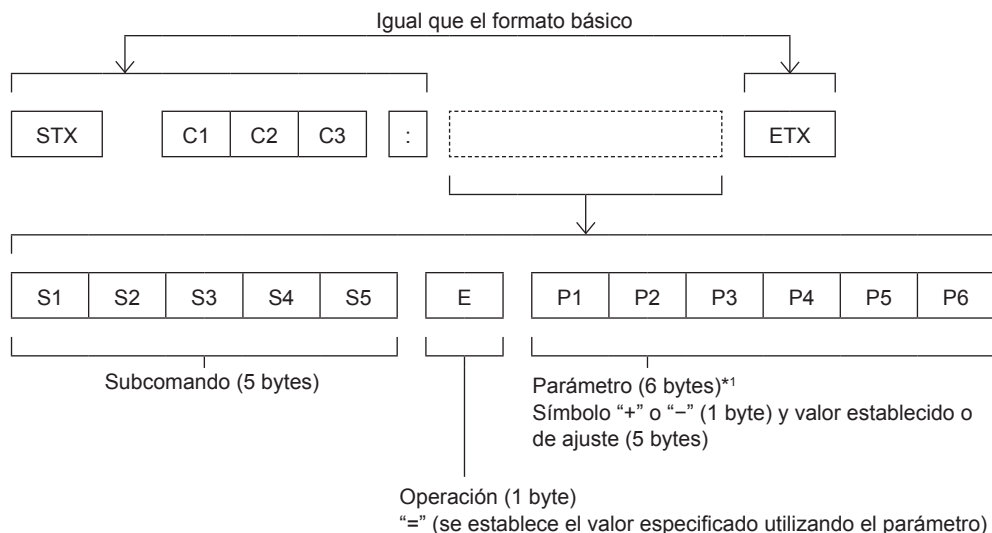 Igual que el formato básico
STX C1 C2 C3 : ETX
S1 S2 S3 S4 S5 E P1 P2 P3 P4 P5 P6
Subcomando (5 bytes)
Parámetro (6 bytes)*1
Símbolo “+” o “−” (1 byte) y valor establecido o
de ajuste (5 bytes)
Operación (1 byte)
“=” (se establece el valor especificado utilizando el parámetro)